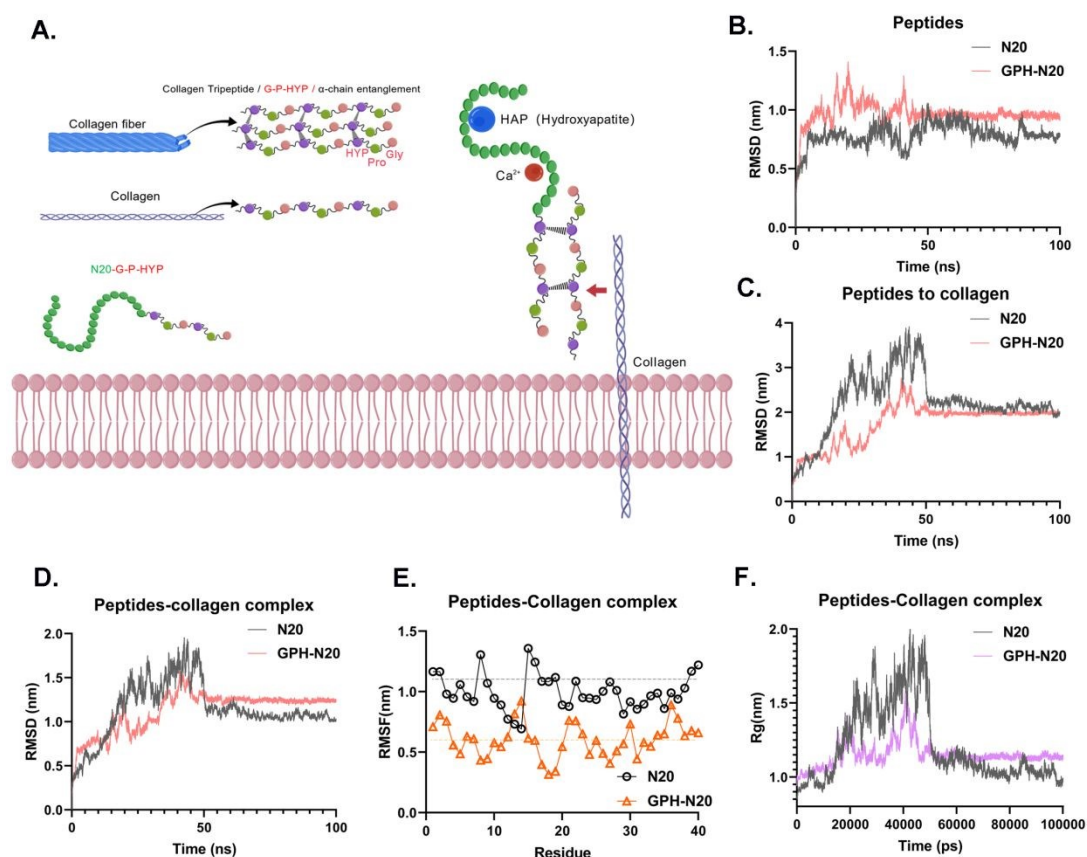 A.
Collagen Tripeptide / G-P-HYP / α-chain entanglement
Collagen fiber
HYP
Pro
Gly
Collagen
N20-G-P-HYP
HAP (Hydroxyapatite)
Ca²⁺
Collagen
B.
Peptides
N20
GPH-N20
RMSD (nm)
1.5
1.0
0.5
0.0
0
50
100
Time (ns)
C.
Peptides to collagen
N20
GPH-N20
RMSD (nm)
4
3
2
1
0
0
50
100
Time (ns)
D.
Peptides-collagen complex
N20
GPH-N20
RMSD (nm)
2.0
1.5
1.0
0.5
0.0
0
50
100
Time (ns)
E.
Peptides-Collagen complex
RMSF(nm)
1.5
1.0
0.5
0.0
N20
GPH-N20
0
10
20
30
40
Residue
F.
Peptides-Collagen complex
N20
GPH-N20
Rg(nm)
2.0
1.5
1.0
0
20000
40000
60000
80000
100000
Time (ps)